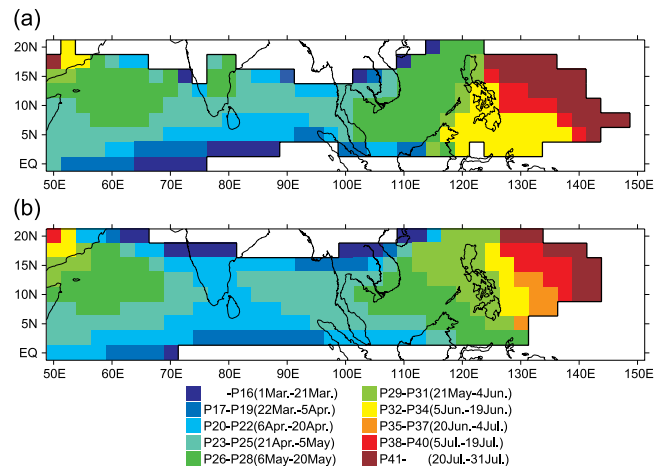 (a)
20N
15N
10N
5N
EQ
50E 60E 70E 80E 90E 100E 110E 120E 130E 140E 150E
(b)
20N
15N
10N
5N
EQ
50E 60E 70E 80E 90E 100E 110E 120E 130E 140E 150E
-P16(1Mar.-21Mar.) P29-P31(21May-4Jun.)
P17-P19(22Mar.-5Apr.) P32-P34(5Jun.-19Jun.)
P20-P22(6Apr.-20Apr.) P35-P37(20Jun.-4Jul.)
P23-P25(21Apr.-5May) P38-P40(5Jul.-19Jul.)
P26-P28(6May-20May) P41- (20Jul.-31Jul.)